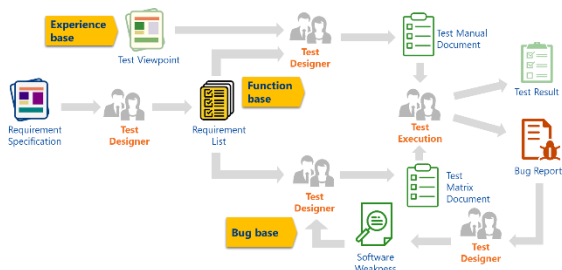 Experience
base
Test Viewpoint
Test
Designer
Test Manual
Document
Requirement
Specification
Test
Designer
Requirement
List
Function
base
Test
Execution
Test Result
Bug Report
Test
Designer
Test
Matrix
Document
Bug base
Software
Weakness
Test
Designer